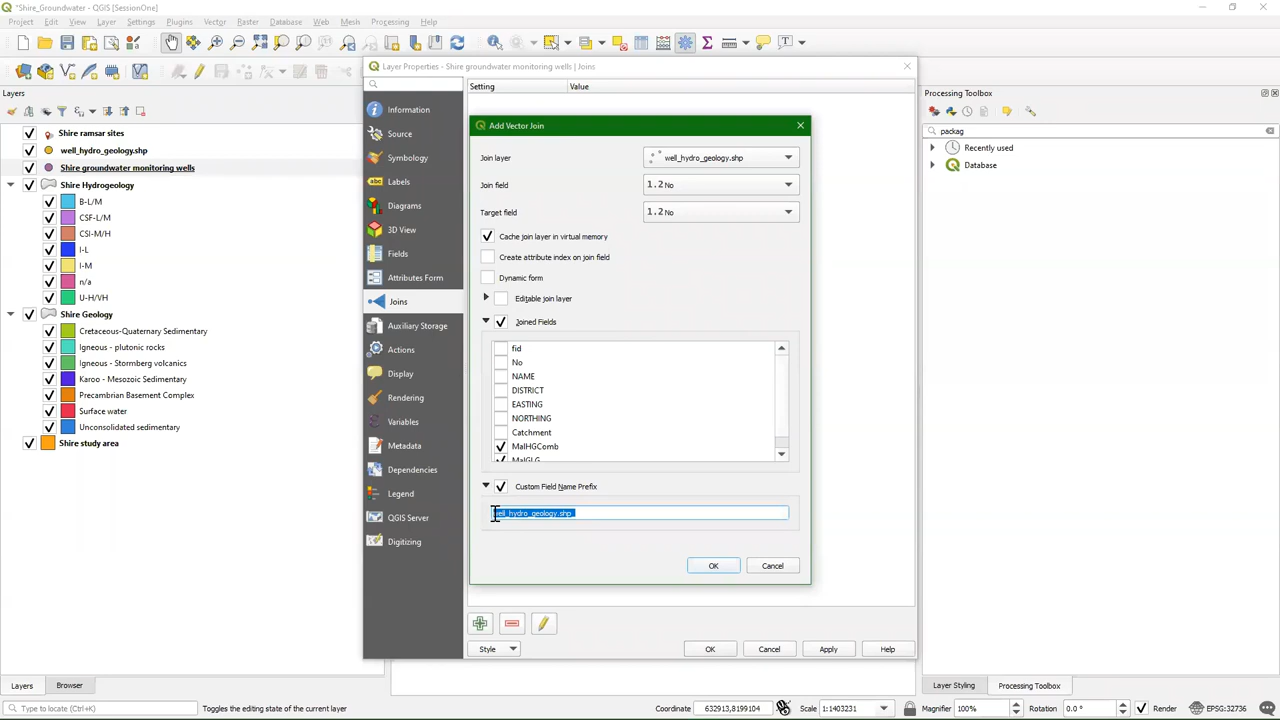 *Shire_Groundwater - QGIS [SessionOne]
Project Edit View Layer Settings Plugins Vector Raster Database Web Mesh Processing Help
Layers
Shire ramsar sites
well_hydro_geology.shp
Shire groundwater monitoring wells
Shire Hydrogeology
B-L/M
CSF-L/M
CSI-M/H
I-L
I-M
n/a
U-H/VH
Shire Geology
Cretaceous-Quaternary Sedimentary
Igneous - plutonic rocks
Igneous - Stormberg volcanics
Karoo - Mesozoic Sedimentary
Precambrian Basement Complex
Surface water
Unconsolidated sedimentary
Shire study area
Layers Browser
Layer Properties - Shire groundwater monitoring wells | Joins
Information
Source
Symbology
abc Labels
Diagrams
3D View
Fields
Attributes Form
Joins
Auxiliary Storage
Actions
Display
Rendering
Variables
Metadata
Dependencies
Legend
QGIS Server
Digitizing
Setting Value
Add Vector Join
Join layer well_hydro_geology.shp
Join field 1.2 No
Target field 1.2 No
Cache join layer in virtual memory
Create attribute index on join field
Dynamic form
Editable join layer
Joined Fields
fid
No
NAME
DISTRICT
EASTING
NORTHING
Catchment
MalHGComb
MalGLG
Custom Field Name Prefix
well_hydro_geology.shp_
OK Cancel
Style OK Cancel Apply Help
Processing Toolbox
packag
Recently used
Database
Layer Styling Processing Toolbox
Type to locate (Ctrl+K) Toggles the editing state of the current layer Coordinate 632913,8199104 Scale 1:1403231 Magnifier 100% Rotation 0.0 ° Render EPSG:32736